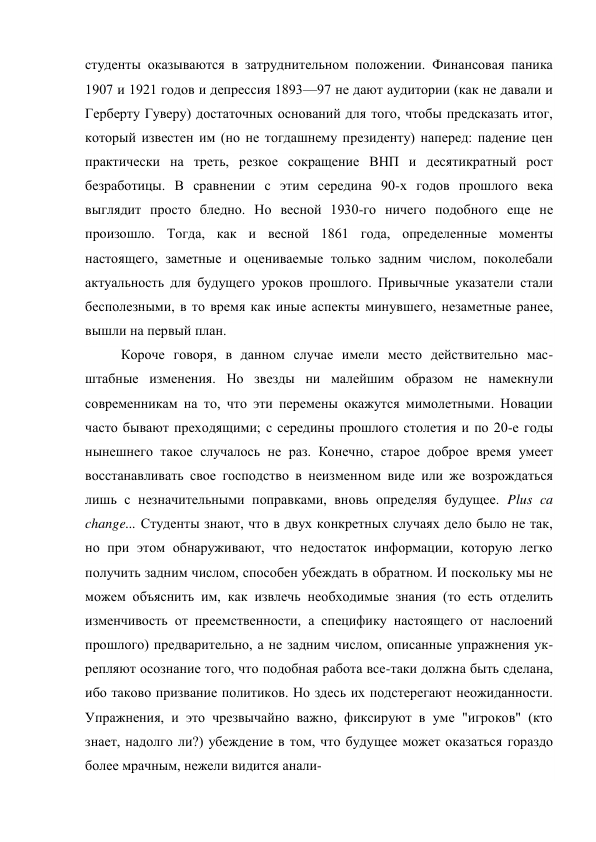 студенты оказываются в затруднительном положении. Финансовая паника
1907 и 1921 годов и депрессия 1893—97 не дают аудитории (как не давали и
Герберту Гуверу) достаточных оснований для того, чтобы предсказать итог,
который известен им (но не тогдашнему президенту) наперед: падение цен
практически на треть, резкое сокращение ВНП и десятикратный рост
безработицы. В сравнении с этим середина 90-х годов прошлого века
выглядит просто бледно. Но весной 1930-го ничего подобного еще не
произошло. Тогда, как и весной 1861 года, определенные моменты
настоящего, заметные и оцениваемые только задним числом, поколебали
актуальность для будущего уроков прошлого. Привычные указатели стали
бесполезными, в то время как иные аспекты минувшего, незаметные ранее,
вышли на первый план.
Короче говоря, в данном случае имели место действительно мас-
штабные изменения. Но звезды ни малейшим образом не намекнули
современникам на то, что эти перемены окажутся мимолетными. Новации
часто бывают преходящими; с середины прошлого столетия и по 20-е годы
нынешнего такое случалось не раз. Конечно, старое доброе время умеет
восстанавливать свое господство в неизменном виде или же возрождаться
лишь с незначительными поправками, вновь определяя будущее. Plus ca
change... Студенты знают, что в двух конкретных случаях дело было не так,
но при этом обнаруживают, что недостаток информации, которую легко
получить задним числом, способен убеждать в обратном. И поскольку мы не
можем объяснить им, как извлечь необходимые знания (то есть отделить
изменчивость от преемственности, а специфику настоящего от наслоений
прошлого) предварительно, а не задним числом, описанные упражнения ук-
репляют осознание того, что подобная работа все-таки должна быть сделана,
ибо таково призвание политиков. Но здесь их подстерегают неожиданности.
Упражнения, и это чрезвычайно важно, фиксируют в уме "игроков" (кто
знает, надолго ли?) убеждение в том, что будущее может оказаться гораздо
более мрачным, нежели видится анали-